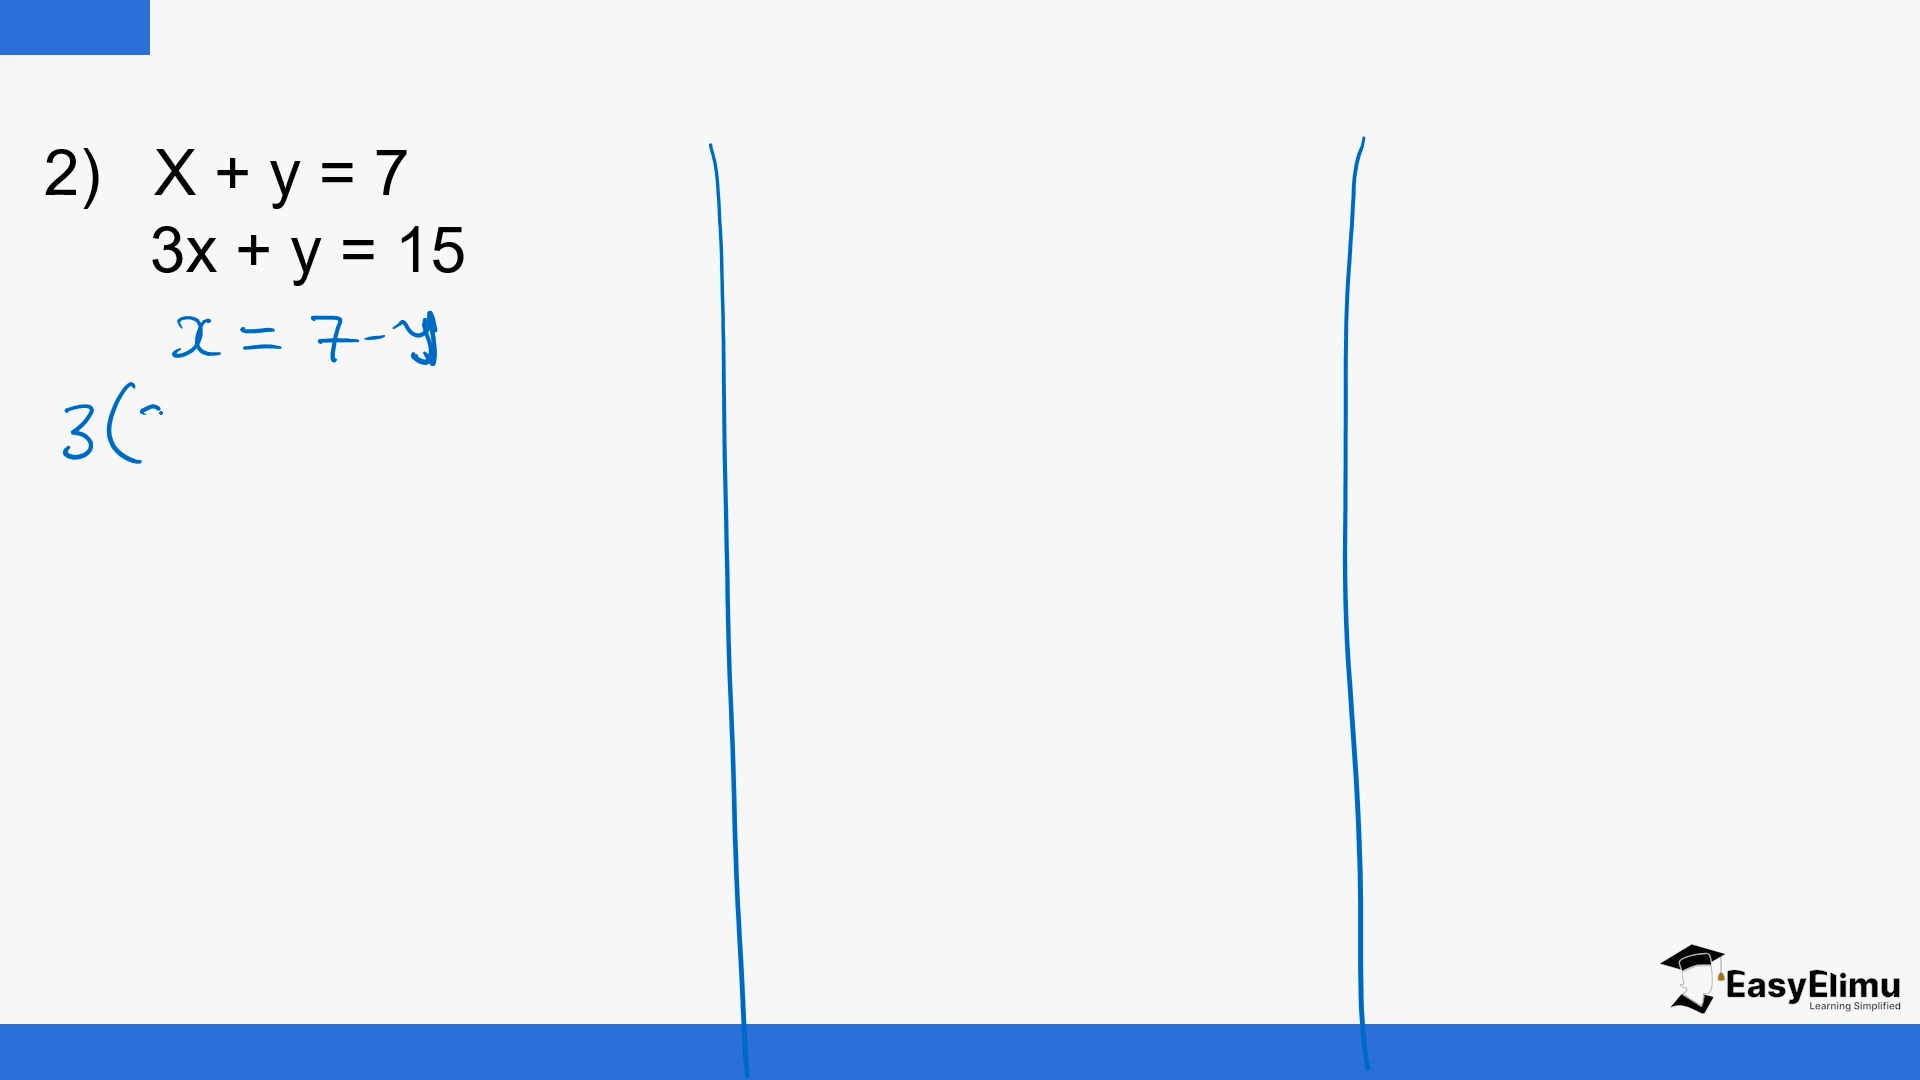 2) X + y = 7
3x + y = 15
x = 7 - y
3(
EasyElimu
Learning Simplified